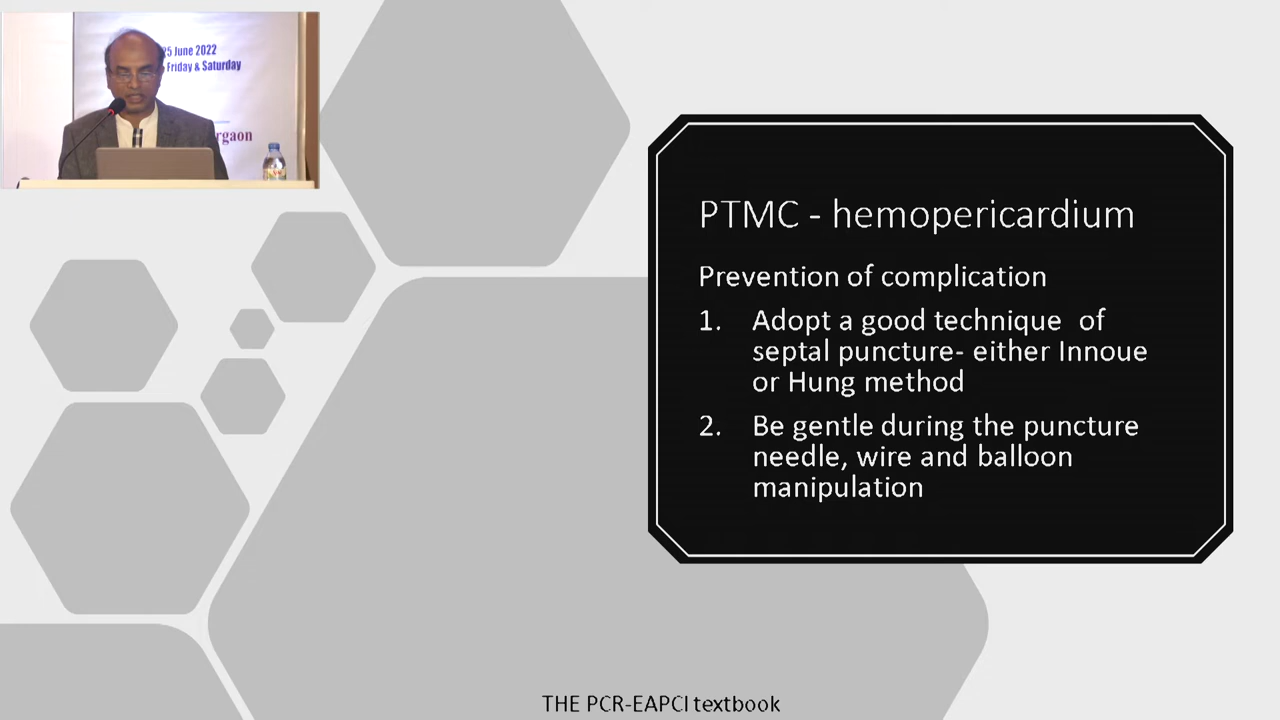 25 June 2022
Friday & Saturday
rgaon
PTMC - hemopericardium
Prevention of complication
1. Adopt a good technique of
septal puncture- either Innoue
or Hung method
2. Be gentle during the puncture
needle, wire and balloon
manipulation
THE PCR-EAPCI textbook